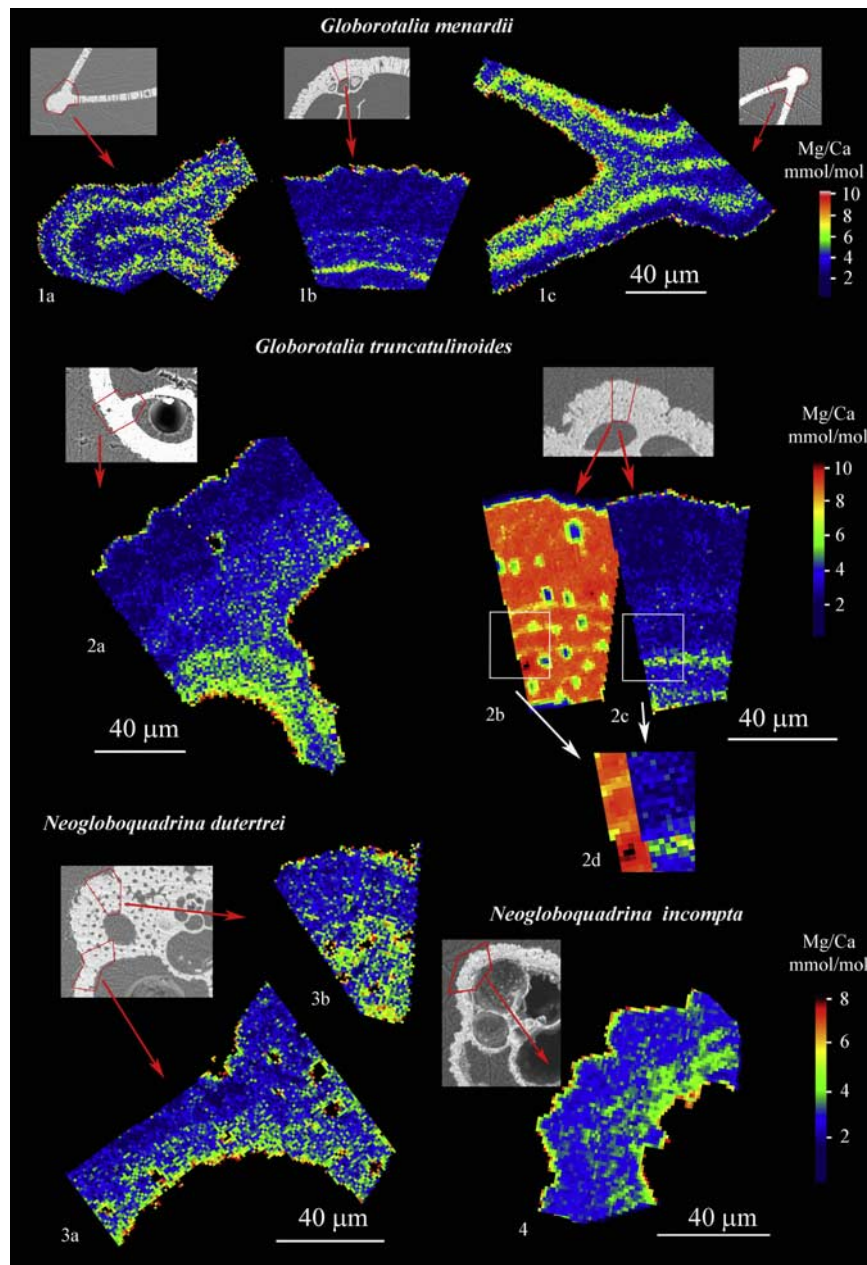 Globorotalia menardii
Mg/Ca
mmol/mol
10
8
6
4
2
1a
1b
1c
40 µm
Globorotalia truncatulinoides
Mg/Ca
mmol/mol
10
8
6
4
2
2a
40 µm
2b
2c
40 µm
2d
Neogloboquadrina dutertrei
Neogloboquadrina incompta
3b
Mg/Ca
mmol/mol
8
6
4
2
3a
40 µm
4
40 µm